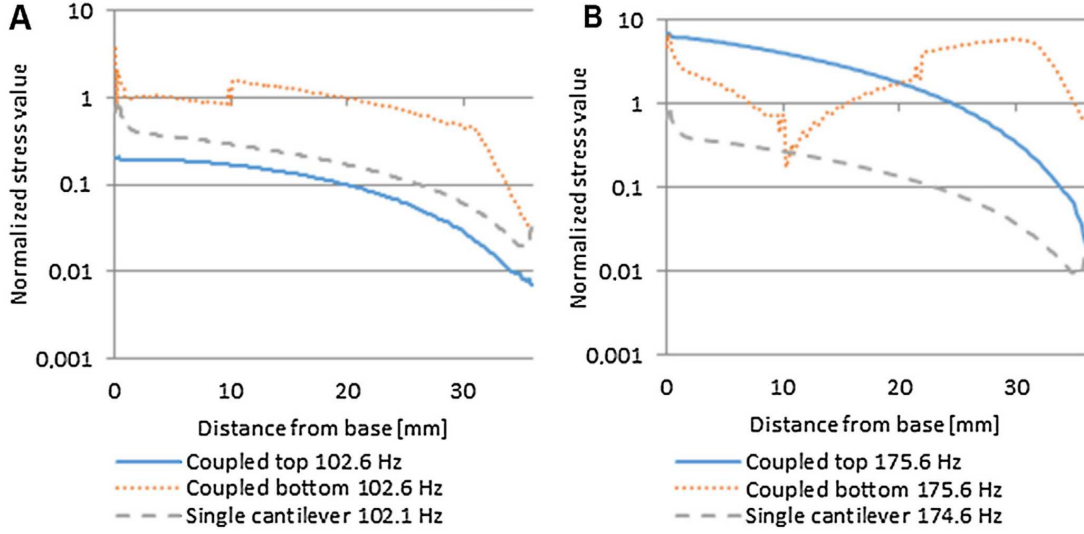 A
Normalized stress value
10
1
0.1
0.01
0.001
0 10 20 30
Distance from base [mm]
Coupled top 102.6 Hz
Coupled bottom 102.6 Hz
Single cantilever 102.1 Hz
B
Normalized stress value
10
1
0.1
0.01
0.001
0 10 20 30
Distance from base [mm]
Coupled top 175.6 Hz
Coupled bottom 175.6 Hz
Single cantilever 174.6 Hz